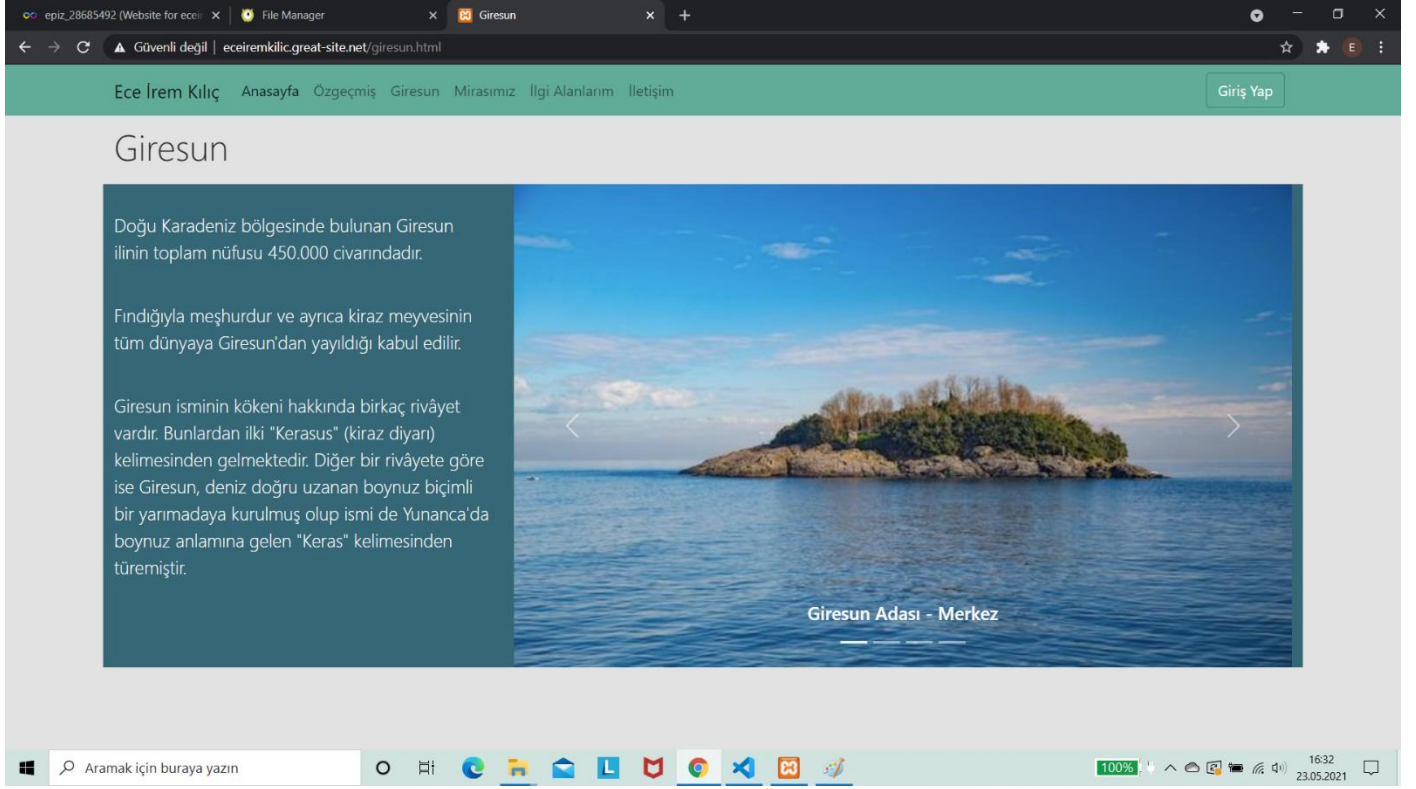 epiz_28685492 (Website for ecei
File Manager
Giresun
Güvenli değil | eceiremkilic.great-site.net/giresun.html
E
Ece İrem Kılıç Anasayfa Özgeçmiş Giresun Mirasımız İlgi Alanlarım İletişim Giriş Yap
Giresun
Doğu Karadeniz bölgesinde bulunan Giresun
ilinin toplam nüfusu 450.000 civarındadır.
Fındığıyla meşhurdur ve ayrıca kiraz meyvesinin
tüm dünyaya Giresun'dan yayıldığı kabul edilir.
Giresun isminin kökeni hakkında birkaç rivâyet
vardır. Bunlardan ilki "Kerasus" (kiraz diyarı)
kelimesinden gelmektedir. Diğer bir rivâyete göre
ise Giresun, deniz doğru uzanan boynuz biçimli
bir yarımadaya kurulmuş olup ismi de Yunanca'da
boynuz anlamına gelen "Keras" kelimesinden
türemiştir.
Giresun Adası - Merkez
Aramak için buraya yazın
L
100%
16:32
23.05.2021